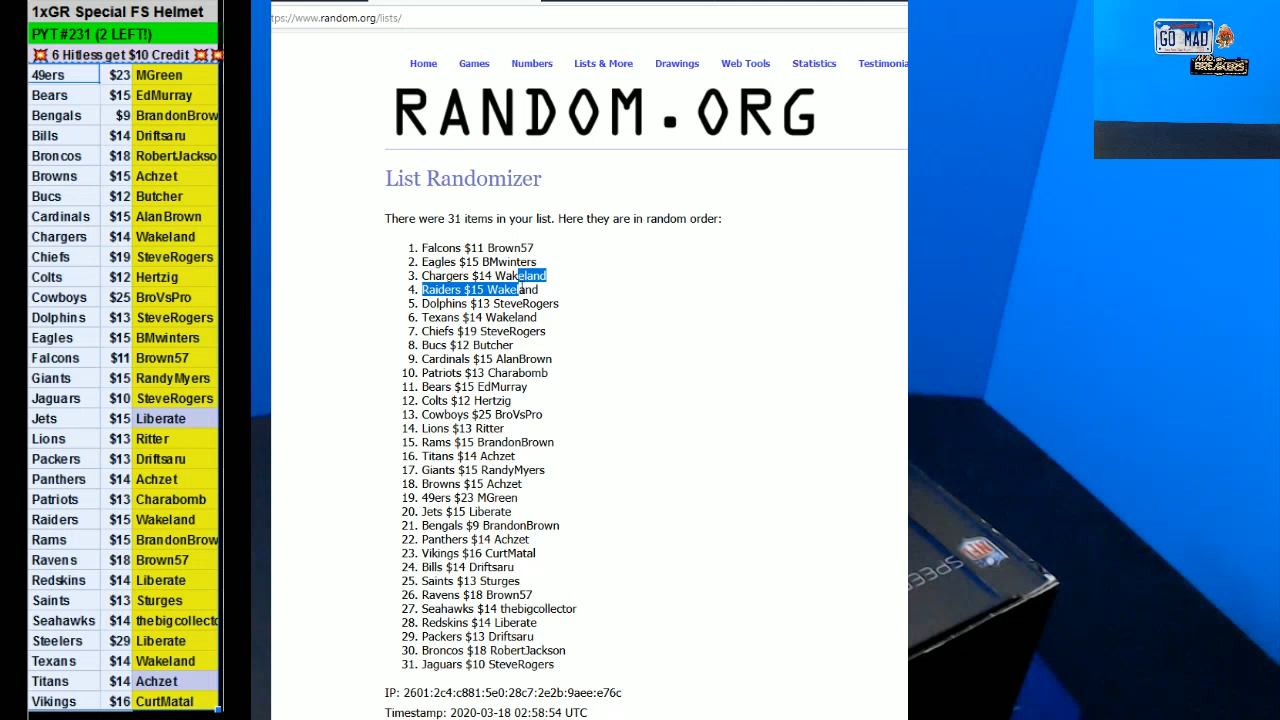 1xGR Special FS Helmet
PYT #231 (2 LEFT!)
💥 6 Hitless get $10 Credit 💥💥
49ers $23 MGreen
Bears $15 EdMurray
Bengals $9 BrandonBrow
Bills $14 Driftsaru
Broncos $18 RobertJackso
Browns $15 Achzet
Bucs $12 Butcher
Cardinals $15 AlanBrown
Chargers $14 Wakeland
Chiefs $19 SteveRogers
Colts $12 Hertzig
Cowboys $25 BroVsPro
Dolphins $13 SteveRogers
Eagles $15 BMwinters
Falcons $11 Brown57
Giants $15 RandyMyers
Jaguars $10 SteveRogers
Jets $15 Liberate
Lions $13 Ritter
Packers $13 Driftsaru
Panthers $14 Achzet
Patriots $13 Charabomb
Raiders $15 Wakeland
Rams $15 BrandonBrow
Ravens $18 Brown57
Redskins $14 Liberate
Saints $13 Sturges
Seahawks $14 thebigcollecto
Steelers $29 Liberate
Texans $14 Wakeland
Titans $14 Achzet
Vikings $16 CurtMatal
tps://www.random.org/lists/
Home Games Numbers Lists & More Drawings Web Tools Statistics Testimonia
RANDOM.ORG
List Randomizer
There were 31 items in your list. Here they are in random order:
1. Falcons $11 Brown57
2. Eagles $15 BMwinters
3. Chargers $14 Wakeland
4. Raiders $15 Wakeland
5. Dolphins $13 SteveRogers
6. Texans $14 Wakeland
7. Chiefs $19 SteveRogers
8. Bucs $12 Butcher
9. Cardinals $15 AlanBrown
10. Patriots $13 Charabomb
11. Bears $15 EdMurray
12. Colts $12 Hertzig
13. Cowboys $25 BroVsPro
14. Lions $13 Ritter
15. Rams $15 BrandonBrown
16. Titans $14 Achzet
17. Giants $15 RandyMyers
18. Browns $15 Achzet
19. 49ers $23 MGreen
20. Jets $15 Liberate
21. Bengals $9 BrandonBrown
22. Panthers $14 Achzet
23. Vikings $16 CurtMatal
24. Bills $14 Driftsaru
25. Saints $13 Sturges
26. Ravens $18 Brown57
27. Seahawks $14 thebigcollector
28. Redskins $14 Liberate
29. Packers $13 Driftsaru
30. Broncos $18 RobertJackson
31. Jaguars $10 SteveRogers
IP: 2601:2c4:c881:5e0:28c7:2e2b:9aee:e76c
Timestamp: 2020-03-18 02:58:54 UTC
GO MAD
MAD
BREAKERS
SPEE
NFL